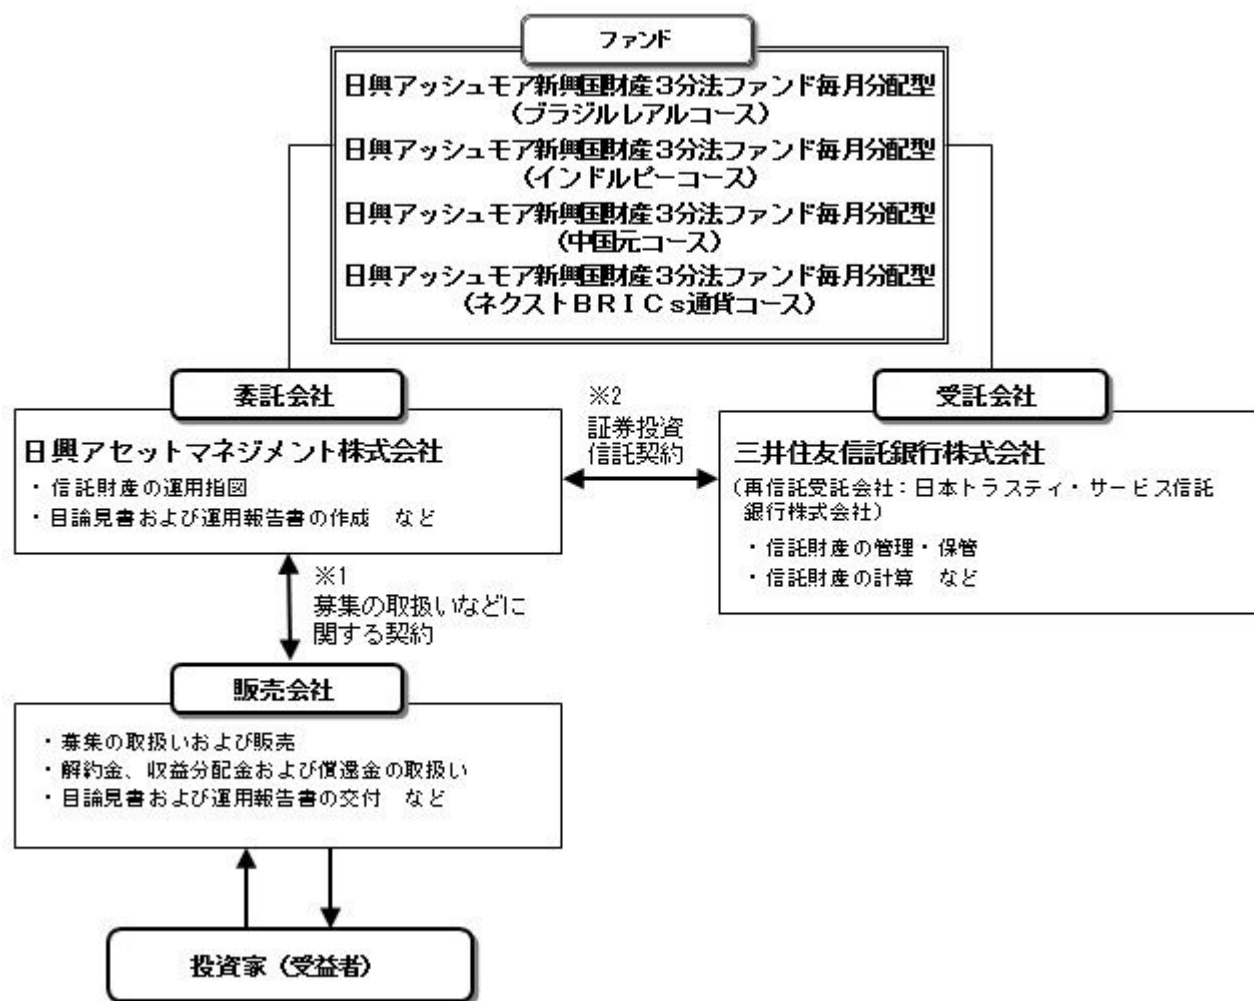 ファンド
日興アッシュモア新興国財産3分法ファンド毎月分配型
(ブラジルレアルコース)
日興アッシュモア新興国財産3分法ファンド毎月分配型
(インドルピーコース)
日興アッシュモア新興国財産3分法ファンド毎月分配型
(中国元コース)
日興アッシュモア新興国財産3分法ファンド毎月分配型
(ネクストBRICs通貨コース)
委託会社
日興アセットマネジメント株式会社
・信託財産の運用指図
・目論見書および運用報告書の作成 など
※2
証券投資
信託契約
受託会社
三井住友信託銀行株式会社
(再信託受託会社:日本トラスティ・サービス信託
銀行株式会社)
・信託財産の管理・保管
・信託財産の計算 など
※1
募集の取扱いなどに
関する契約
販売会社
・募集の取扱いおよび販売
・解約金、収益分配金および償還金の取扱い
・目論見書および運用報告書の交付 など
投資家(受益者)